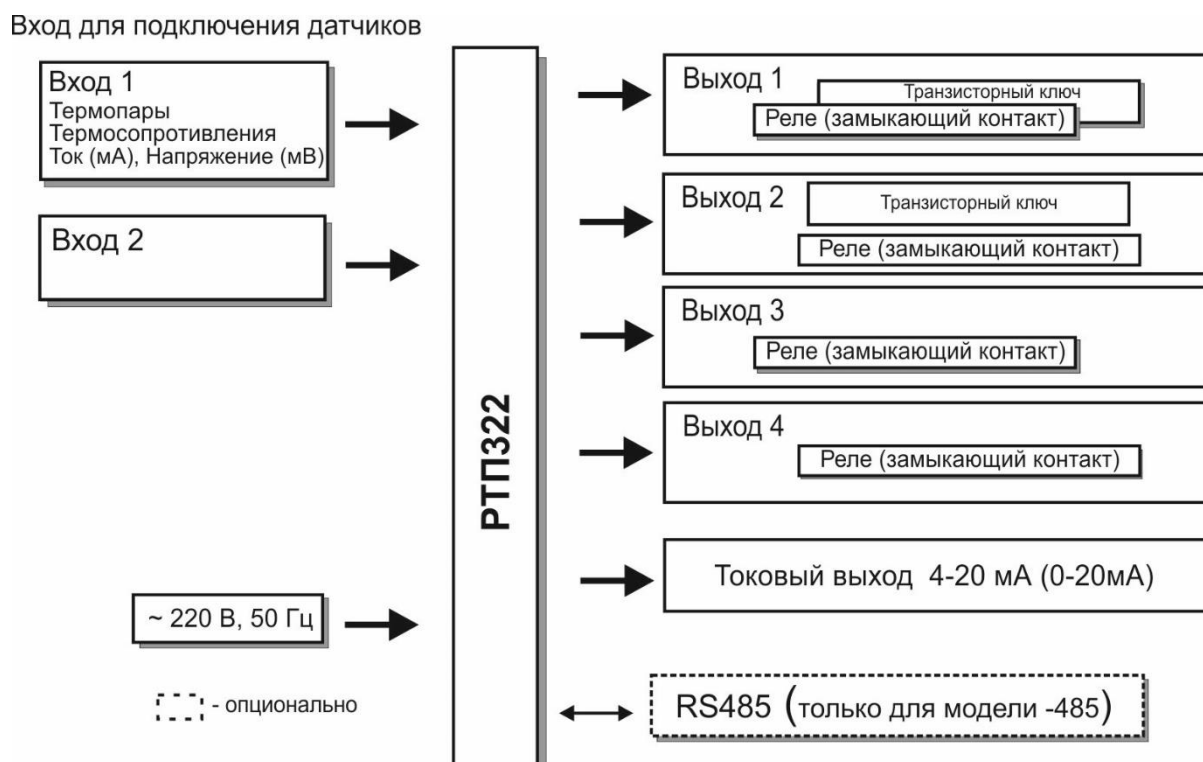 Вход для подключения датчиков
Вход 1
Термопары
Термосопротивления
Ток (мА), Напряжение (мВ)
Вход 2
~ 220 В, 50 Гц
- опционально
РТП322
Выход 1
Транзисторный ключ
Реле (замыкающий контакт)
Выход 2
Транзисторный ключ
Реле (замыкающий контакт)
Выход 3
Реле (замыкающий контакт)
Выход 4
Реле (замыкающий контакт)
Токовый выход 4-20 мА (0-20мА)
RS485 (только для модели -485)